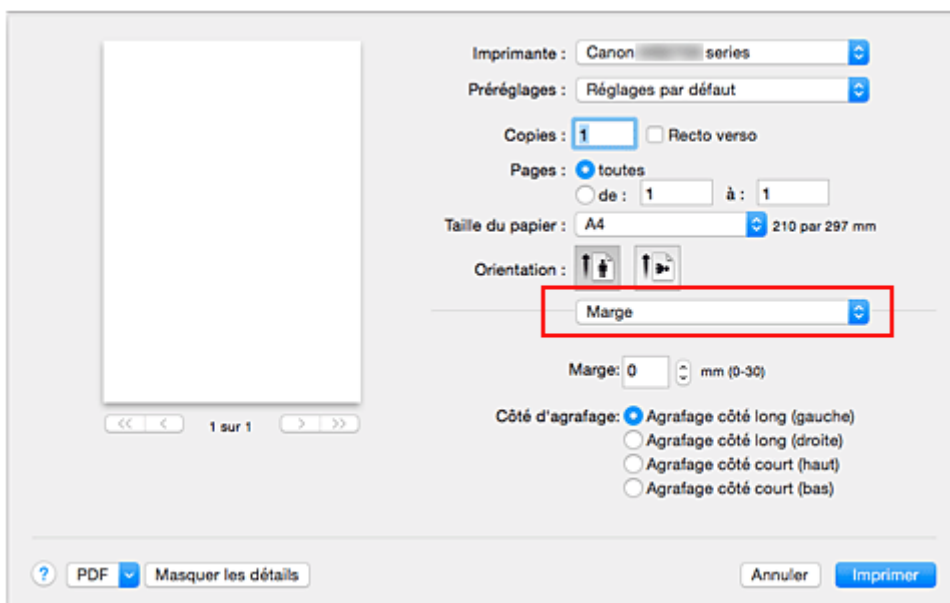 Imprimante : Canon series
Préréglages : Réglages par défaut
Copies : 1 Recto verso
Pages : toutes
de : 1 à : 1
Taille du papier : A4 210 par 297 mm
Orientation :
Marge
Marge: 0 mm (0-30)
Côté d'agrafage: Agrafage côté long (gauche)
Agrafage côté long (droite)
Agrafage côté court (haut)
Agrafage côté court (bas)
<< < 1 sur 1 > >>
? PDF Masquer les détails Annuler Imprimer